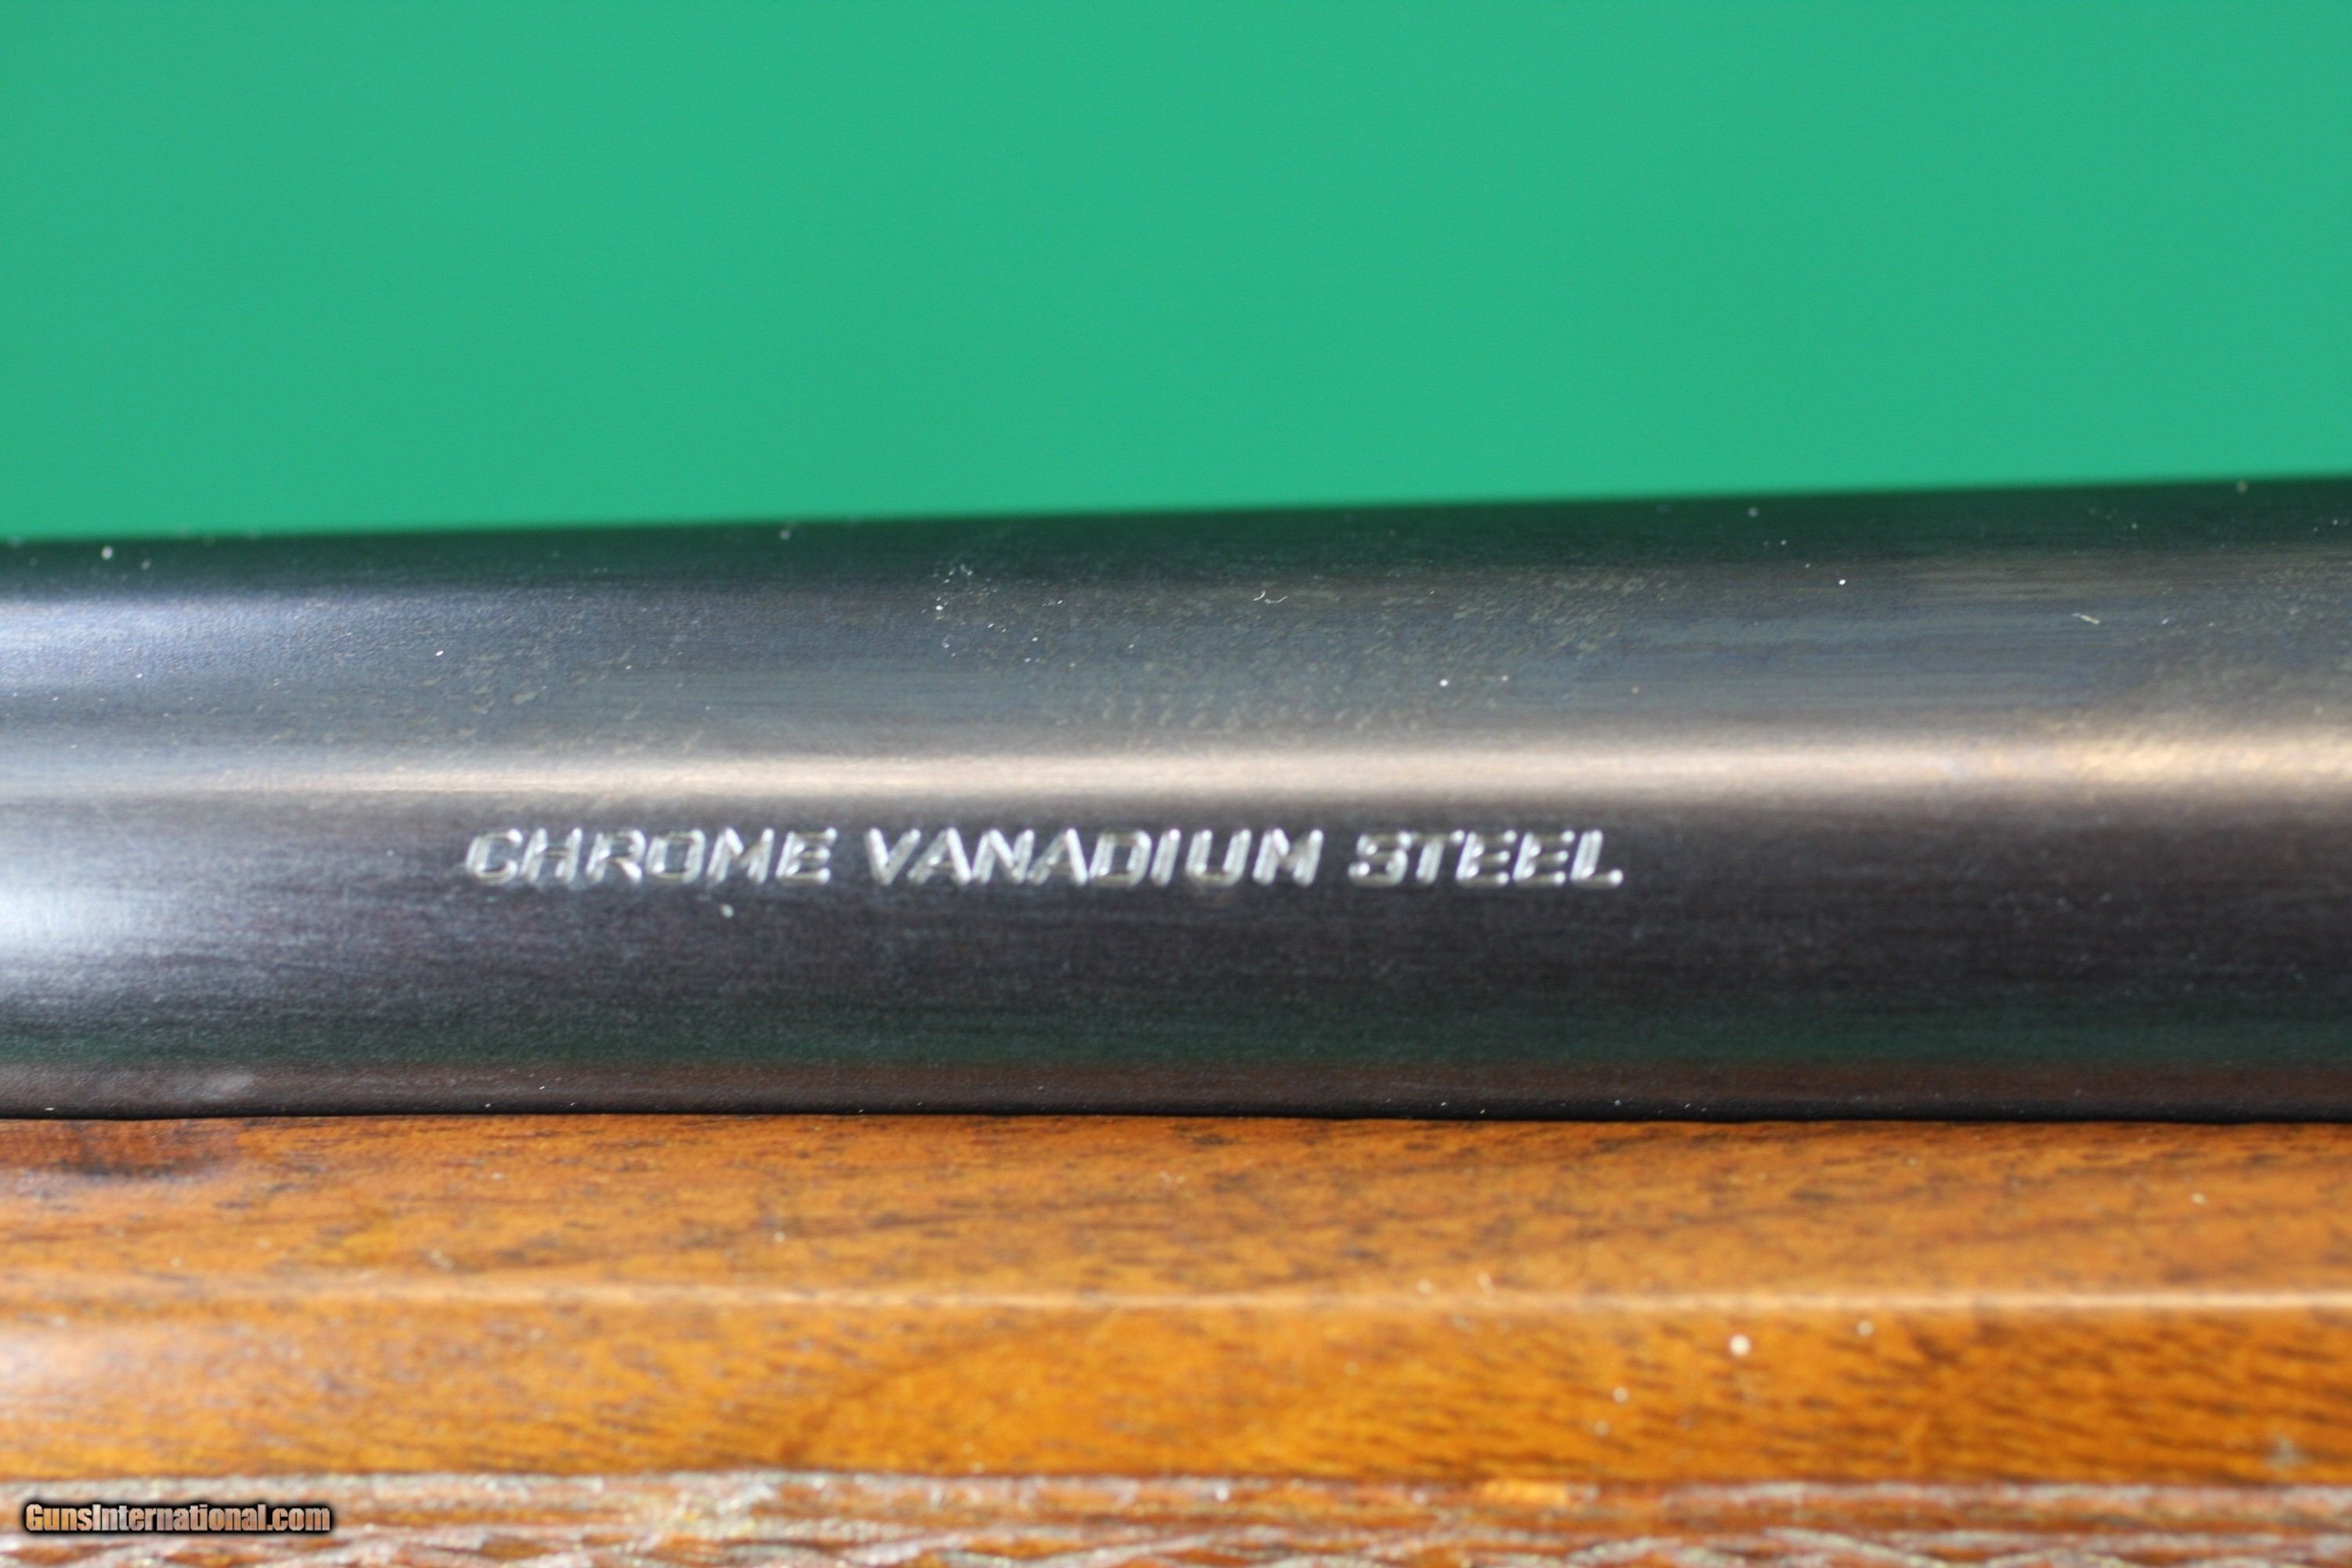 CHROME VANADIUM STEEL
GunsInternational.com